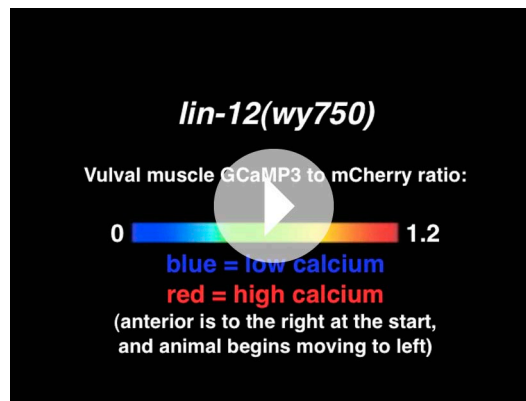 lin-12(wy750)
Vulval muscle GCaMP3 to mCherry ratio:
0 1.2
blue = low calcium
red = high calcium
(anterior is to the right at the start,
and animal begins moving to left)